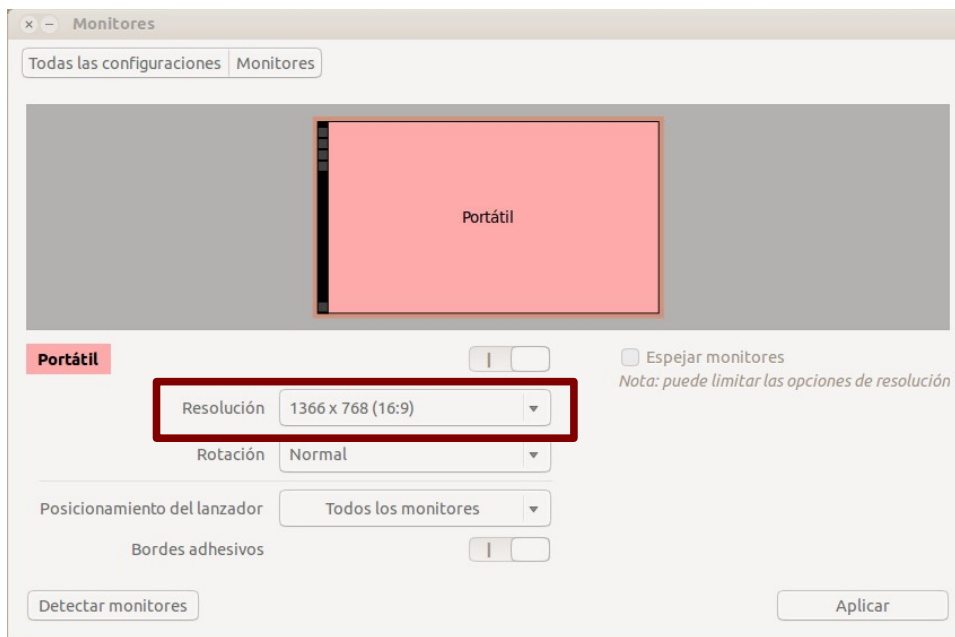 Monitores
Todas las configuraciones Monitores
Portátil
Portátil
Espejar monitores
Nota: puede limitar las opciones de resolución
Resolución 1366 x 768 (16:9)
Rotación Normal
Posicionamiento del lanzador Todos los monitores
Bordes adhesivos
Detectar monitores Aplicar